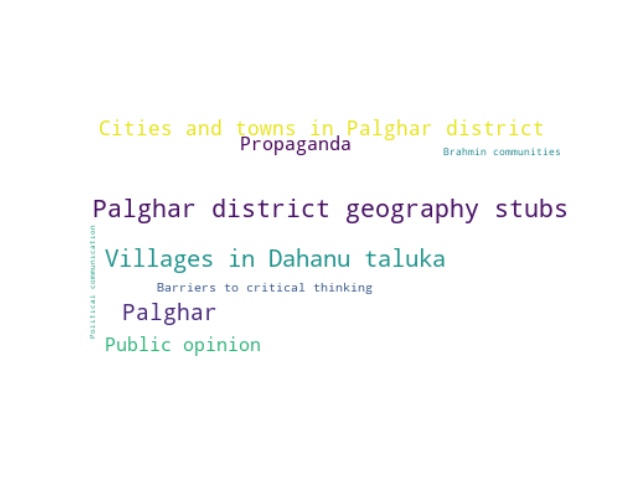 Cities and towns in Palghar district
Propaganda
Brahmin communities
Palghar district geography stubs
Political communication
Villages in Dahanu taluka
Barriers to critical thinking
Palghar
Public opinion